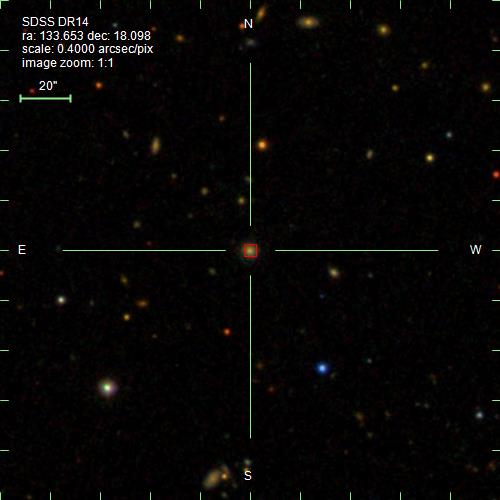 SDSS DR14
ra: 133.653 dec: 18.098
scale: 0.4000 arcsec/pix
image zoom: 1:1
20"
N
E
W
S